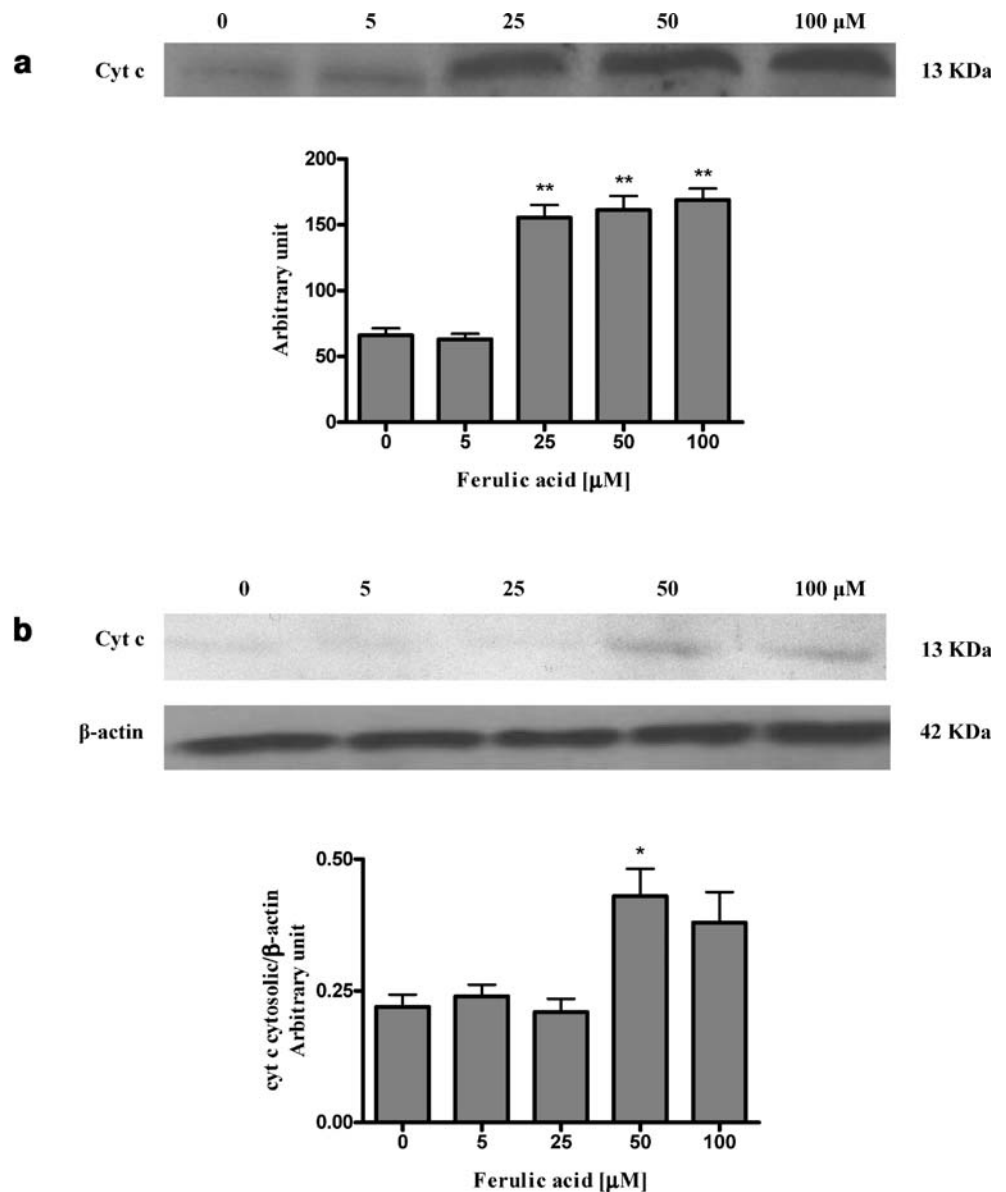 0 5 25 50 100 μM
a Cyt c 13 KDa
200
150
100
50
0
Arbitrary unit
** ** **
0 5 25 50 100
Ferulic acid [μM]
0 5 25 50 100 μM
b Cyt c 13 KDa
β-actin 42 KDa
0.50
0.25
0.00
cyt c cytosolic/β-actin
Arbitrary unit
*
0 5 25 50 100
Ferulic acid [μM]